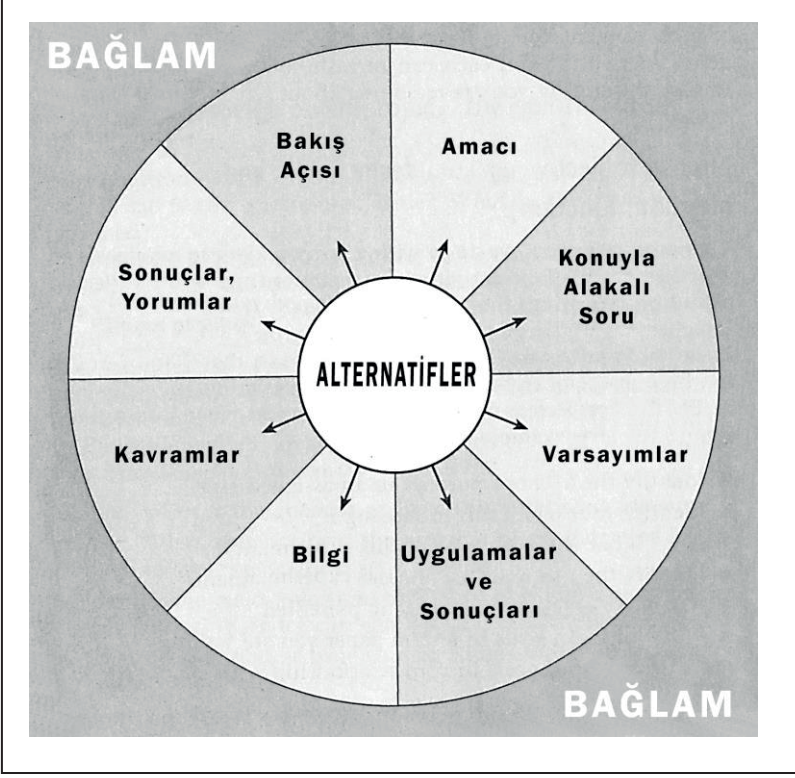 BAĞLAM
Bakış
Açısı
Amacı
Konuyla
Alakalı
Soru
Sonuçlar,
Yorumlar
ALTERNATİFLER
Kavramlar
Varsayımlar
Bilgi
Uygulamalar
ve
Sonuçları
BAĞLAM